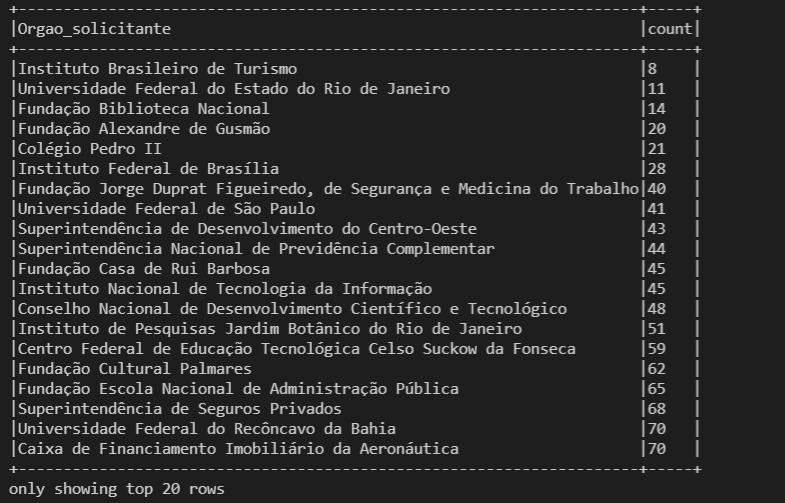 +---------------------------------------------------------------------+-----+
|Orgao_solicitante                                                    |count|
+---------------------------------------------------------------------+-----+
|Instituto Brasileiro de Turismo                                      |8    |
|Universidade Federal do Estado do Rio de Janeiro                     |11   |
|Fundação Biblioteca Nacional                                         |14   |
|Fundação Alexandre de Gusmão                                         |20   |
|Colégio Pedro II                                                     |21   |
|Instituto Federal de Brasília                                        |28   |
|Fundação Jorge Duprat Figueiredo, de Segurança e Medicina do Trabalho|40   |
|Universidade Federal de São Paulo                                    |41   |
|Superintendência de Desenvolvimento do Centro-Oeste                  |43   |
|Superintendência Nacional de Previdência Complementar                |44   |
|Fundação Casa de Rui Barbosa                                         |45   |
|Instituto Nacional de Tecnologia da Informação                       |45   |
|Conselho Nacional de Desenvolvimento Científico e Tecnológico        |48   |
|Instituto de Pesquisas Jardim Botânico do Rio de Janeiro             |51   |
|Centro Federal de Educação Tecnológica Celso Suckow da Fonseca       |59   |
|Fundação Cultural Palmares                                           |62   |
|Fundação Escola Nacional de Administração Pública                    |65   |
|Superintendência de Seguros Privados                                 |68   |
|Universidade Federal do Recôncavo da Bahia                           |70   |
|Caixa de Financiamento Imobiliário da Aeronáutica                    |70   |
+---------------------------------------------------------------------+-----+
only showing top 20 rows